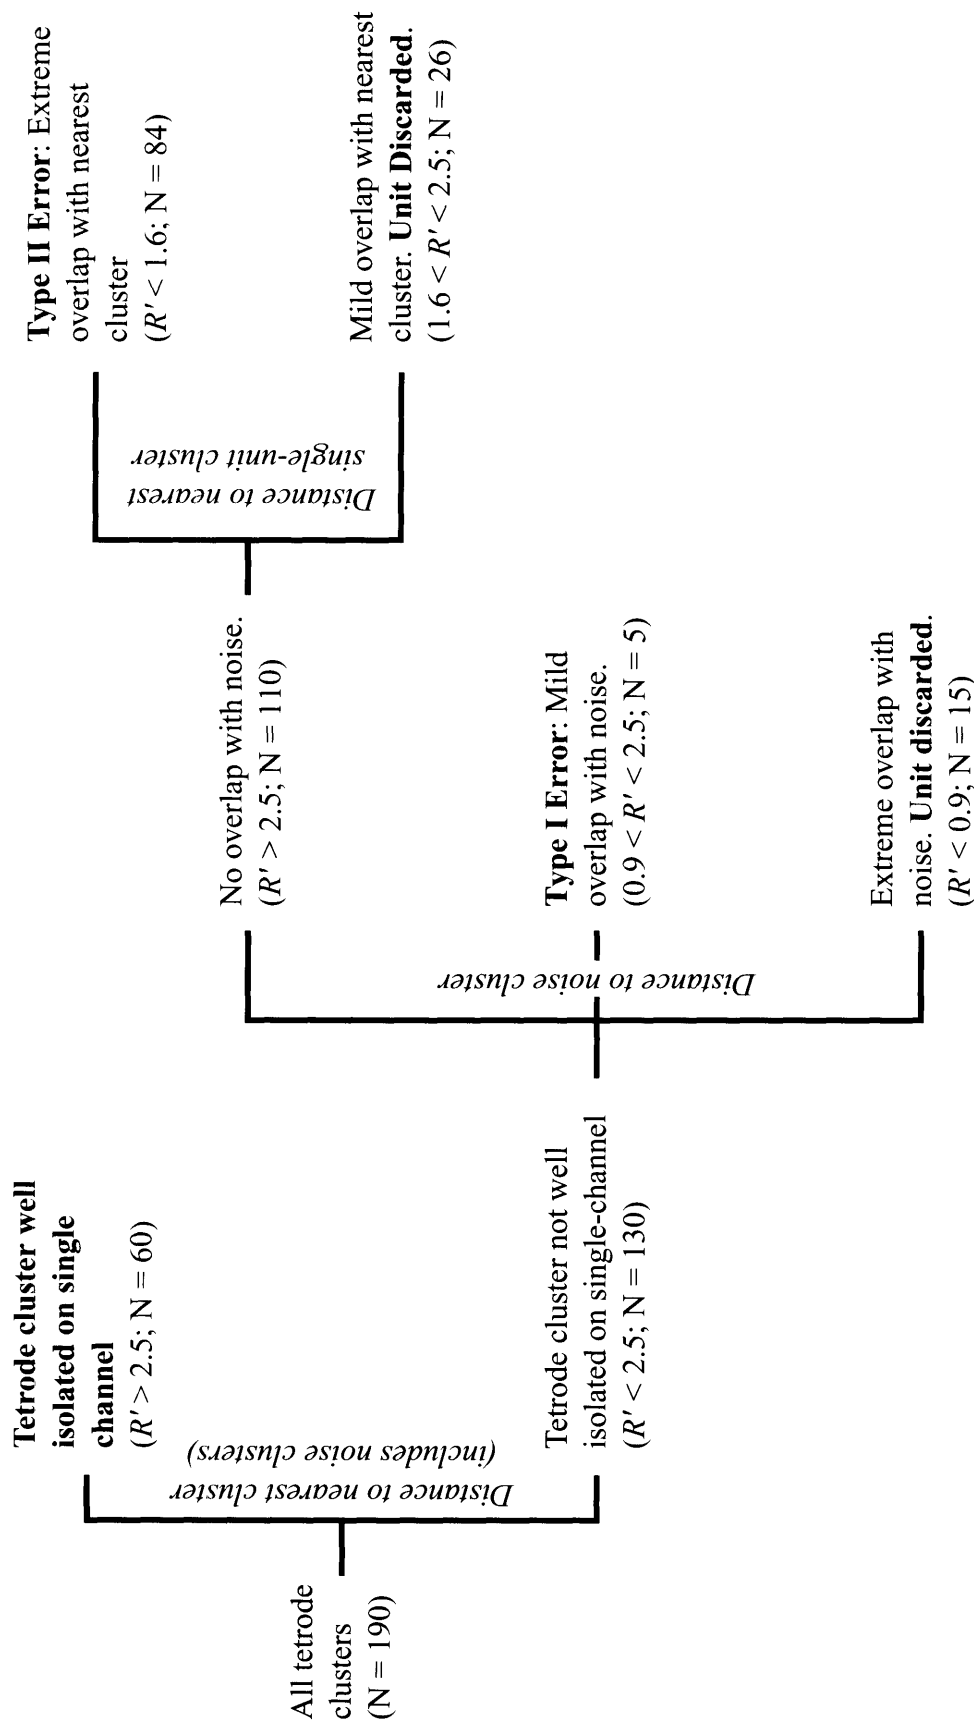 All tetrode
clusters
(N = 190)
Distance to nearest cluster
(includes noise clusters)
Tetrode cluster well
isolated on single
channel
(R' > 2.5; N = 60)
Tetrode cluster not well
isolated on single-channel
(R' < 2.5; N = 130)
Distance to noise cluster
No overlap with noise.
(R' > 2.5; N = 110)
Type I Error: Mild
overlap with noise.
(0.9 < R' < 2.5; N = 5)
Extreme overlap with
noise. Unit discarded.
(R' < 0.9; N = 15)
Distance to nearest
single-unit cluster
Type II Error: Extreme
overlap with nearest
cluster
(R' < 1.6; N = 84)
Mild overlap with nearest
cluster. Unit Discarded.
(1.6 < R' < 2.5; N = 26)